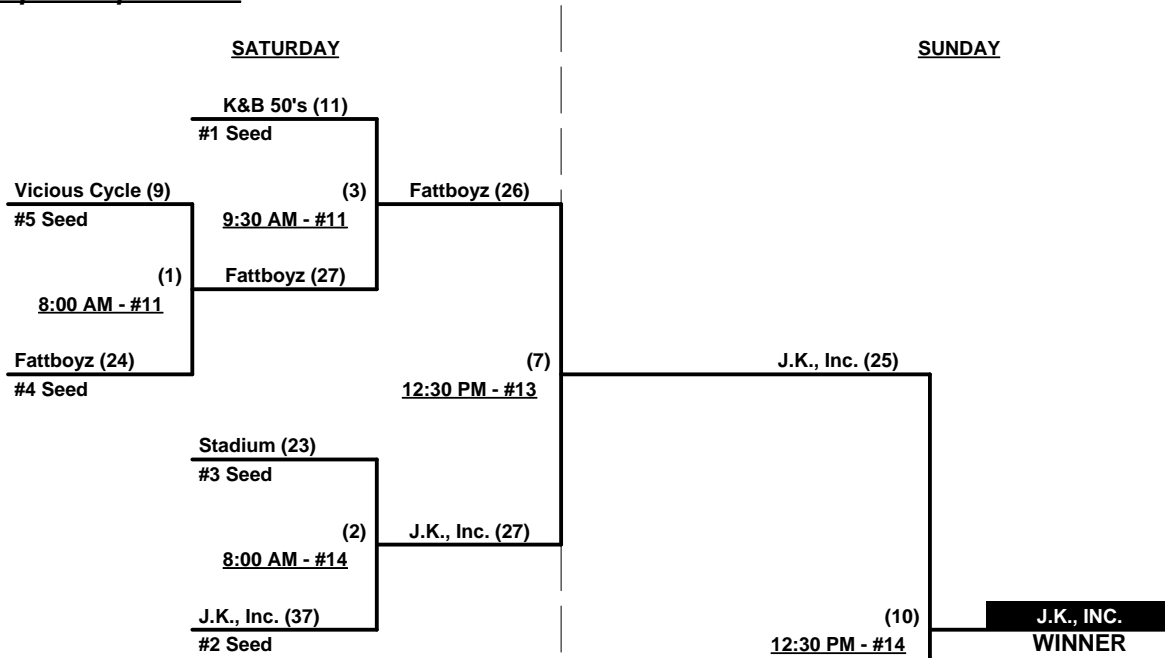 SATURDAY
SUNDAY
K&B 50's (11)
#1 Seed
Vicious Cycle (9)
(3)
Fattboyz (26)
#5 Seed
9:30 AM - #11
(1)
Fattboyz (27)
8:00 AM - #11
Fattboyz (24)
(7)
J.K., Inc. (25)
#4 Seed
12:30 PM - #13
Stadium (23)
#3 Seed
(2)
J.K., Inc. (27)
8:00 AM - #14
J.K., Inc. (37)
(10)
J.K., INC.
#2 Seed
12:30 PM - #14
WINNER